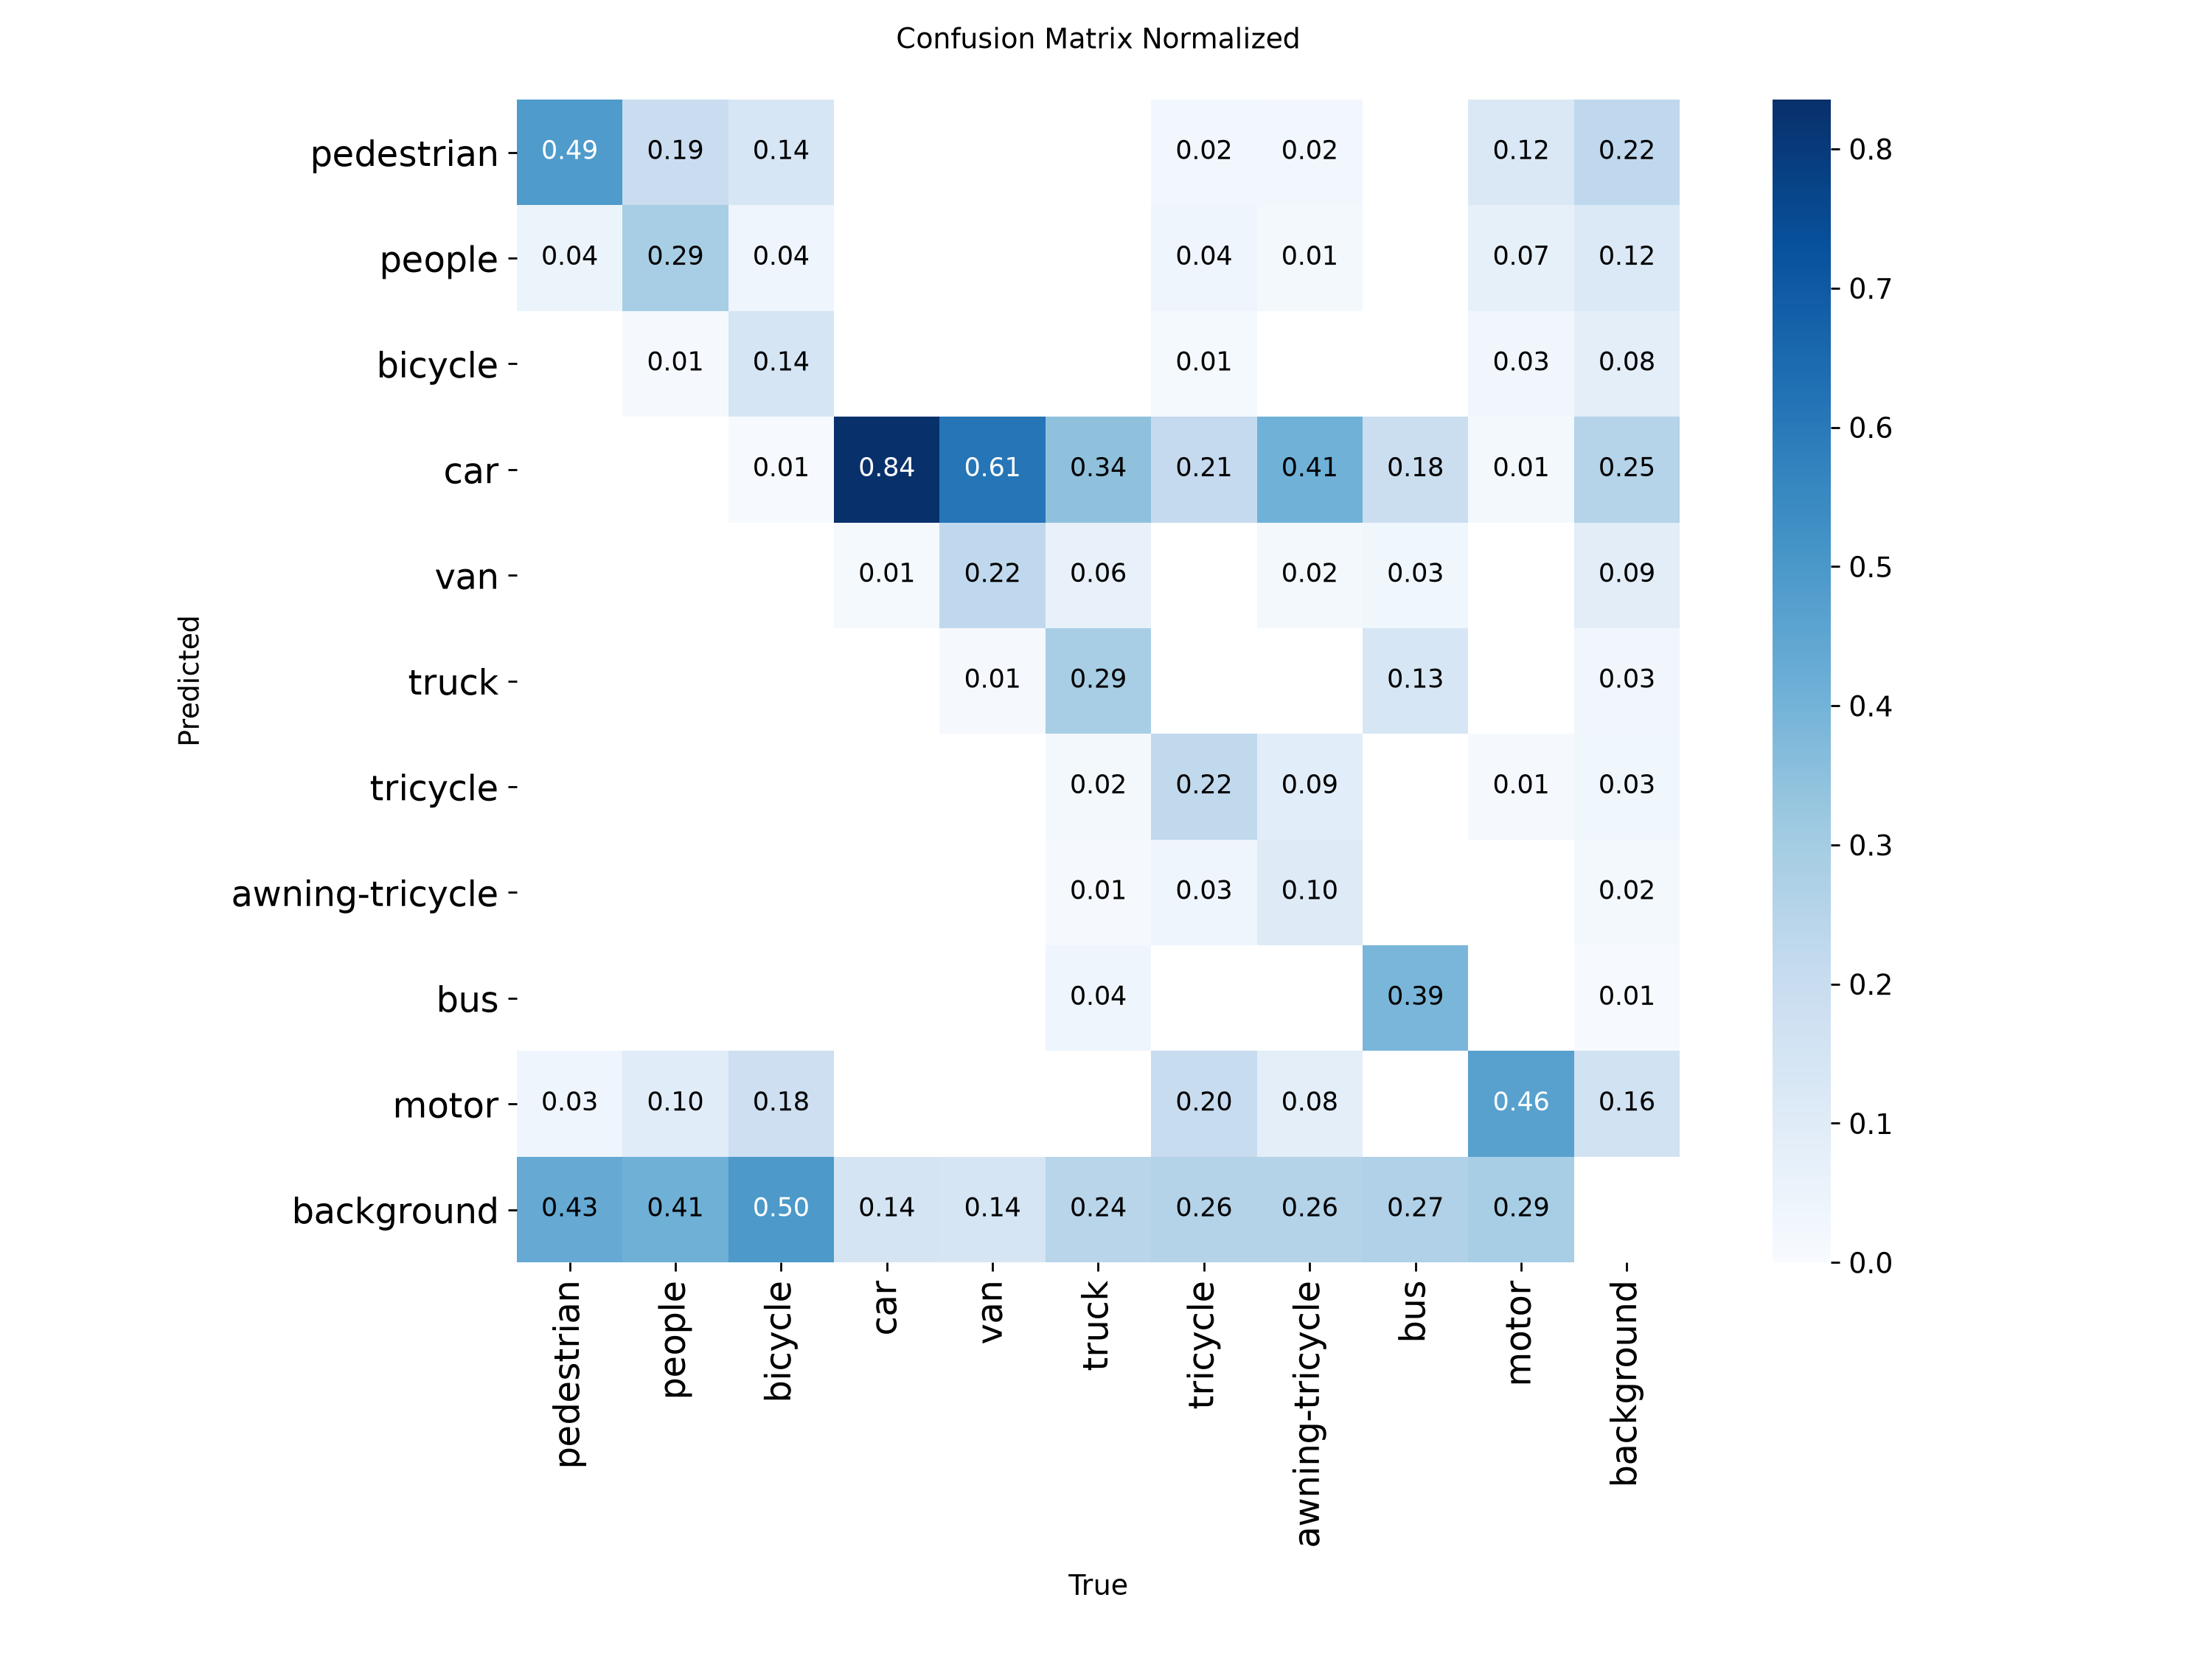 Confusion Matrix Normalized
pedestrian 0.49 0.19 0.14 0.02 0.02 0.12 0.22
people 0.04 0.29 0.04 0.04 0.01 0.07 0.12
bicycle 0.01 0.14 0.01 0.03 0.08
car 0.01 0.84 0.61 0.34 0.21 0.41 0.18 0.01 0.25
van 0.01 0.22 0.06 0.02 0.03 0.09
truck 0.01 0.29 0.13 0.03
tricycle 0.02 0.22 0.09 0.01 0.03
awning-tricycle 0.01 0.03 0.10 0.02
bus 0.04 0.39 0.01
motor 0.03 0.10 0.18 0.20 0.08 0.46 0.16
background 0.43 0.41 0.50 0.14 0.14 0.24 0.26 0.26 0.27 0.29
pedestrian people bicycle car van truck tricycle awning-tricycle bus motor background
Predicted
True
0.8
0.7
0.6
0.5
0.4
0.3
0.2
0.1
0.0